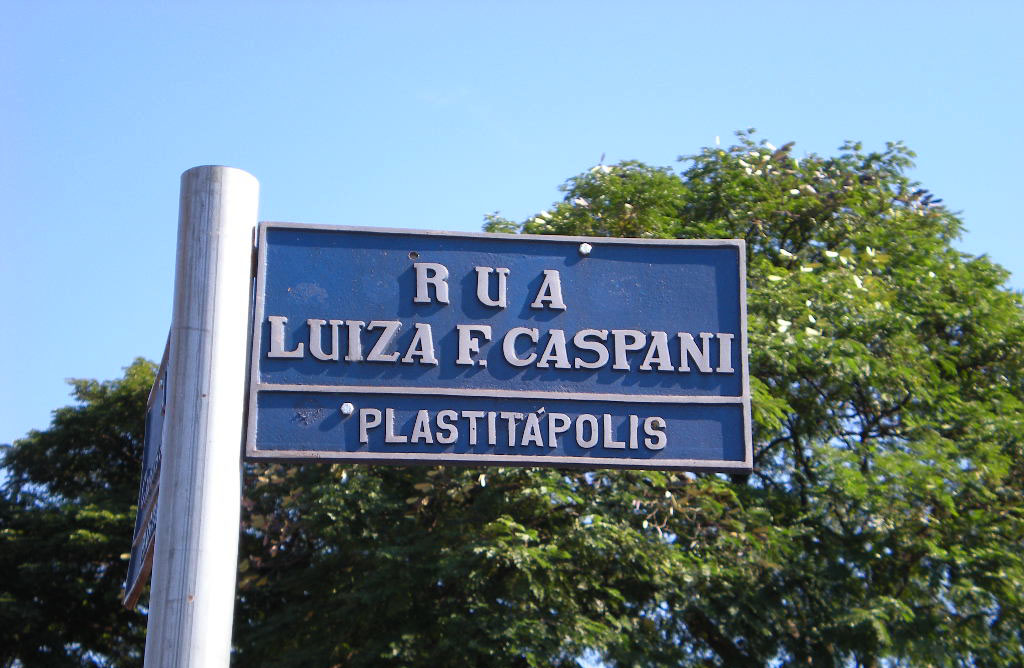 RUA
LUIZA F. CASPANI
PLASTITÁPOLIS